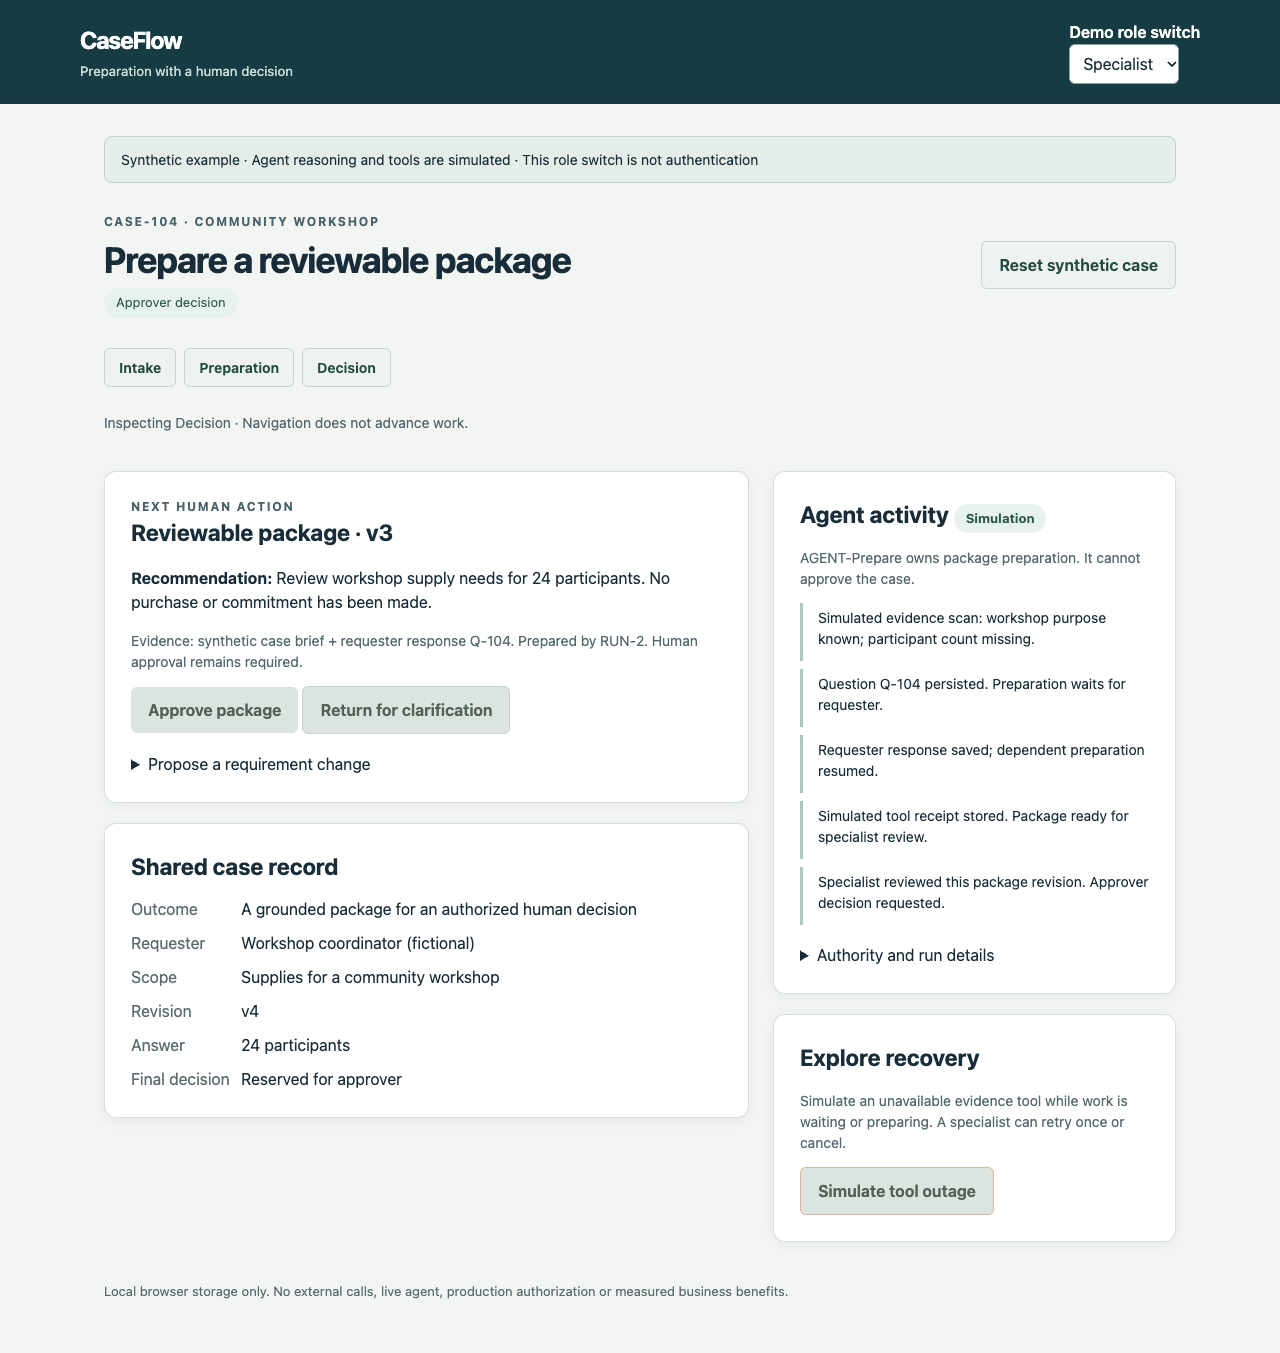 CaseFlow
Preparation with a human decision
Demo role switch
Specialist
Synthetic example · Agent reasoning and tools are simulated · This role switch is not authentication
CASE-104 · COMMUNITY WORKSHOP
Prepare a reviewable package
Reset synthetic case
Approver decision
Intake
Preparation
Decision
Inspecting Decision · Navigation does not advance work.
NEXT HUMAN ACTION
Reviewable package · v3
Recommendation: Review workshop supply needs for 24 participants. No
purchase or commitment has been made.
Evidence: synthetic case brief + requester response Q-104. Prepared by RUN-2. Human
approval remains required.
Approve package
Return for clarification
Propose a requirement change
Shared case record
Outcome A grounded package for an authorized human decision
Requester Workshop coordinator (fictional)
Scope Supplies for a community workshop
Revision v4
Answer 24 participants
Final decision Reserved for approver
Agent activity
Simulation
AGENT-Prepare owns package preparation. It cannot
approve the case.
Simulated evidence scan: workshop purpose
known; participant count missing.
Question Q-104 persisted. Preparation waits for
requester.
Requester response saved; dependent preparation
resumed.
Simulated tool receipt stored. Package ready for
specialist review.
Specialist reviewed this package revision. Approver
decision requested.
Authority and run details
Explore recovery
Simulate an unavailable evidence tool while work is
waiting or preparing. A specialist can retry once or
cancel.
Simulate tool outage
Local browser storage only. No external calls, live agent, production authorization or measured business benefits.